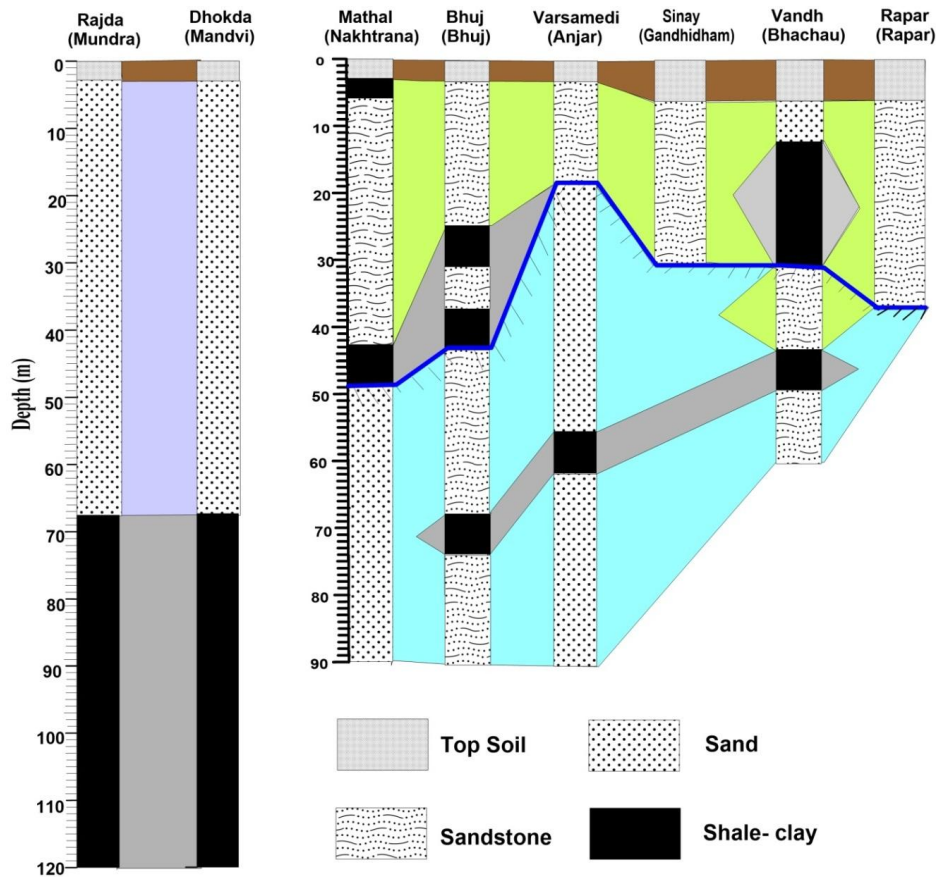 Rajda
(Mundra)
Dhokda
(Mandvi)
Mathal
(Nakhtrana)
Bhuj
(Bhuj)
Varsamedi
(Anjar)
Sinay
(Gandhidham)
Vandh
(Bhachau)
Rapar
(Rapar)
Depth (m)
0
10
20
30
40
50
60
70
80
90
100
110
120
0
10
20
30
40
50
60
70
80
90
Top Soil
Sand
Sandstone
Shale- clay